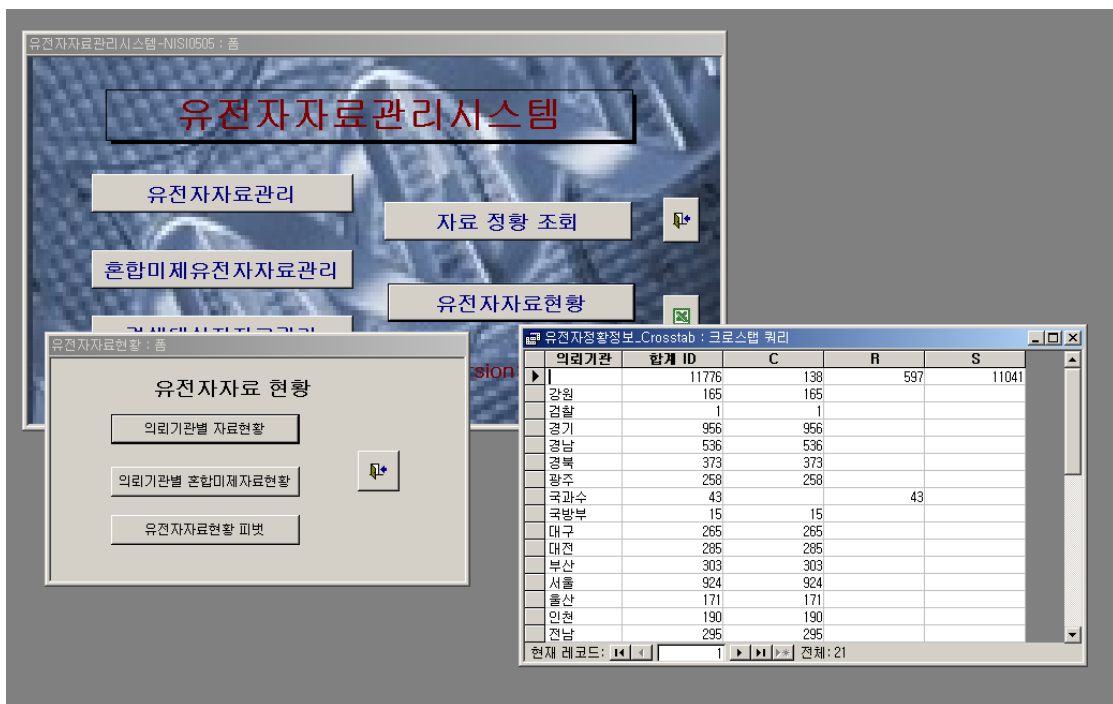 유전자자료관리시스템-NISI0505 : 폼
유전자자료관리시스템
유전자자료관리
자료 정황 조회
혼합미제유전자자료관리
유전자자료현황
유전자자료현황 : 폼
유전자자료 현황
의뢰기관별 자료현황
의뢰기관별 혼합미제자료현황
유전자자료현황 피벗
유전자정황정보_Crosstab : 크로스탭 쿼리
의뢰기관 합계 ID C R S
11776 138 597 11041
강원 165 165
검찰 1 1
경기 956 956
경남 536 536
경북 373 373
광주 258 258
국과수 43 43
국방부 15 15
대구 265 265
대전 285 285
부산 303 303
서울 924 924
울산 171 171
인천 190 190
전남 295 295
현재 레코드: 1 전체: 21